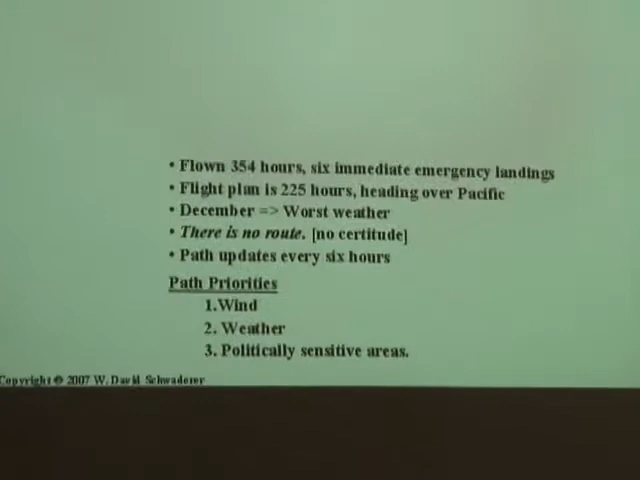 • Flown 354 hours, six immediate emergency landings
• Flight plan is 225 hours, heading over Pacific
• December => Worst weather
• There is no route. [no certitude]
• Path updates every six hours
Path Priorities
1.Wind
2. Weather
3. Politically sensitive areas.
Copyright © 2007 W. David Schwaderer